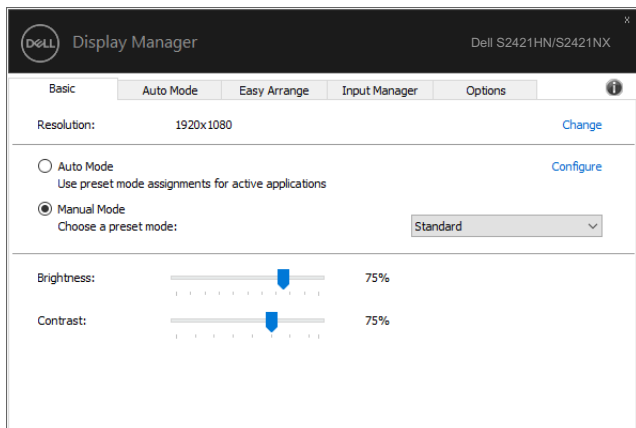 DELL Display Manager Dell S2421HN/S2421NX x
Basic Auto Mode Easy Arrange Input Manager Options i
Resolution: 1920x1080 Change
Auto Mode Configure
Use preset mode assignments for active applications
Manual Mode
Choose a preset mode: Standard
Brightness: 75%
Contrast: 75%